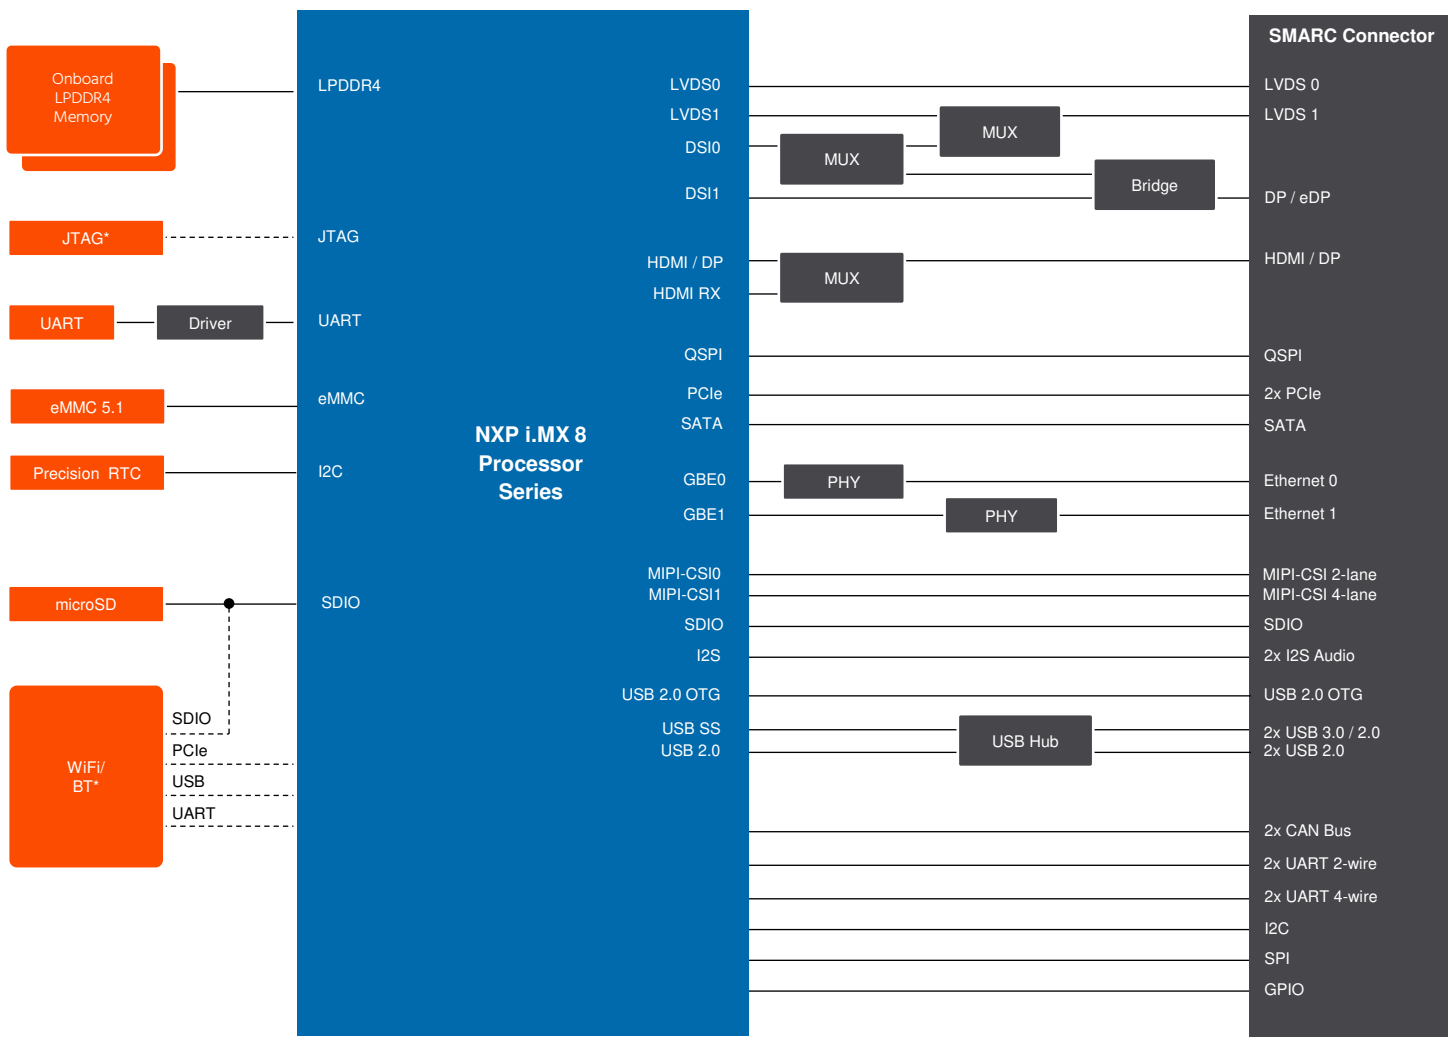 Onboard
LPDDR4
Memory
JTAG*
UART
Driver
eMMC 5.1
Precision RTC
microSD
WiFi/
BT*
SDIO
PCIe
USB
UART
LPDDR4
JTAG
UART
eMMC
I2C
SDIO
NXP i.MX 8
Processor
Series
LVDS0
LVDS1
DSI0
DSI1
HDMI / DP
HDMI RX
QSPI
PCIe
SATA
GBE0
GBE1
MIPI-CSI0
MIPI-CSI1
SDIO
I2S
USB 2.0 OTG
USB SS
USB 2.0
MUX
MUX
Bridge
MUX
PHY
PHY
USB Hub
SMARC Connector
LVDS 0
LVDS 1
DP / eDP
HDMI / DP
QSPI
2x PCIe
SATA
Ethernet 0
Ethernet 1
MIPI-CSI 2-lane
MIPI-CSI 4-lane
SDIO
2x I2S Audio
USB 2.0 OTG
2x USB 3.0 / 2.0
2x USB 2.0
2x CAN Bus
2x UART 2-wire
2x UART 4-wire
I2C
SPI
GPIO